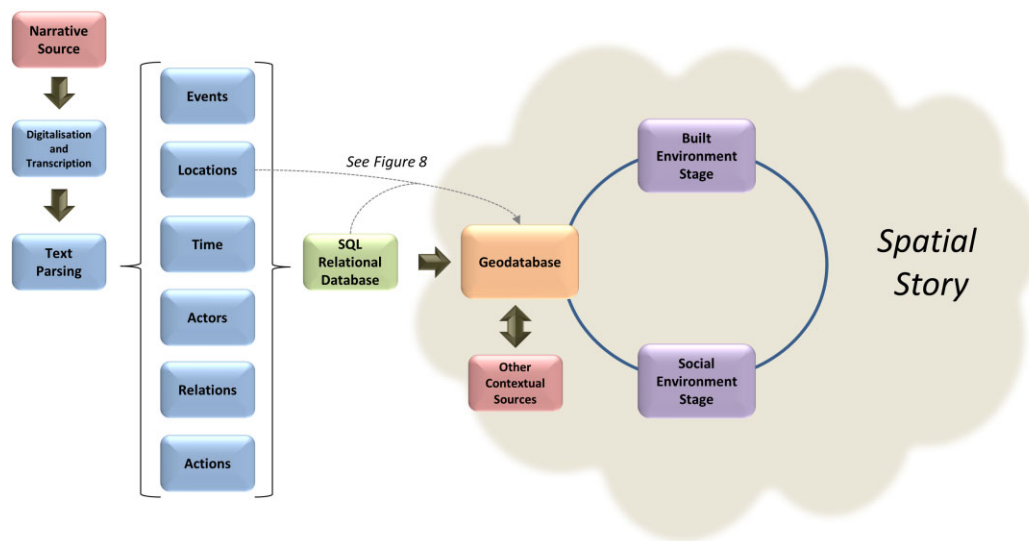 Narrative
Source
Digitalisation
and
Transcription
Text
Parsing
Events
Locations
Time
Actors
Relations
Actions
See Figure 8
SQL
Relational
Database
Geodatabase
Other
Contextual
Sources
Built
Environment
Stage
Social
Environment
Stage
Spatial
Story